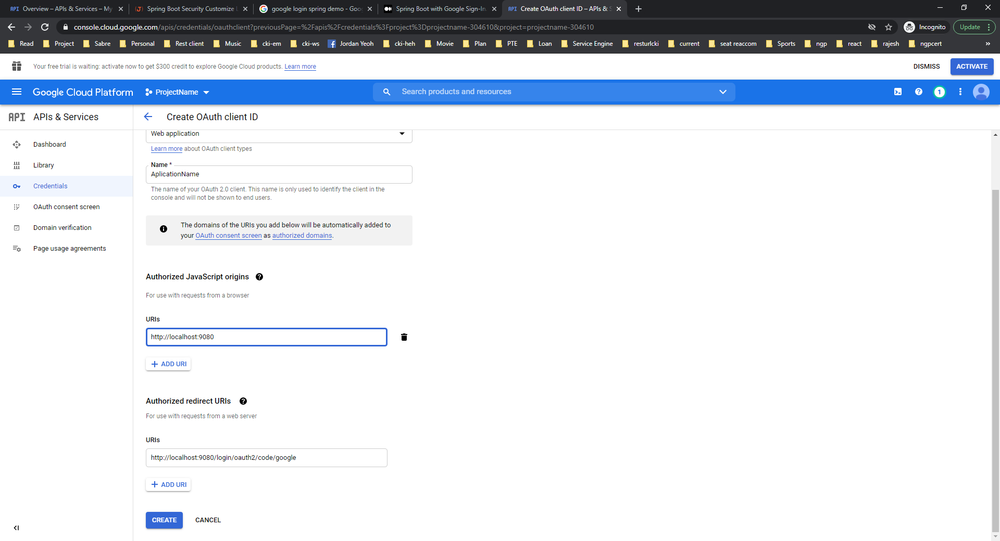 Overview – APIs & Services – My
Spring Boot Security Customize L
google login spring demo - Goog
Spring Boot with Google Sign-In.
Create OAuth client ID – APIs & S
console.cloud.google.com/apis/credentials/oauthclient?previousPage=%2Fapis%2Fcredentials%3Fproject%3Dprojectname-304610&project=projectname-304610
Incognito
Update
Read
Project
Sabre
Personal
Rest client
Music
cki-em
cki-ws
Jordan Yeoh
cki-heh
Movie
Plan
PTE
Loan
Service Engine
resturlcki
current
seat reaccom
Sports
ngp
react
rajesh
ngpcert
»
Your free trial is waiting: activate now to get $300 credit to explore Google Cloud products. Learn more
DISMISS
ACTIVATE
Google Cloud Platform
ProjectName
Search products and resources
1
API APIs & Services
Create OAuth client ID
Dashboard
Library
Credentials
OAuth consent screen
Domain verification
Page usage agreements
Web application
Learn more about OAuth client types
Name *
AplicationName
The name of your OAuth 2.0 client. This name is only used to identify the client in the
console and will not be shown to end users.
The domains of the URIs you add below will be automatically added to
your OAuth consent screen as authorized domains.
Authorized JavaScript origins
For use with requests from a browser
URIs
http://localhost:9080
ADD URI
Authorized redirect URIs
For use with requests from a web server
URIs
http://localhost:9080/login/oauth2/code/google
ADD URI
CREATE
CANCEL